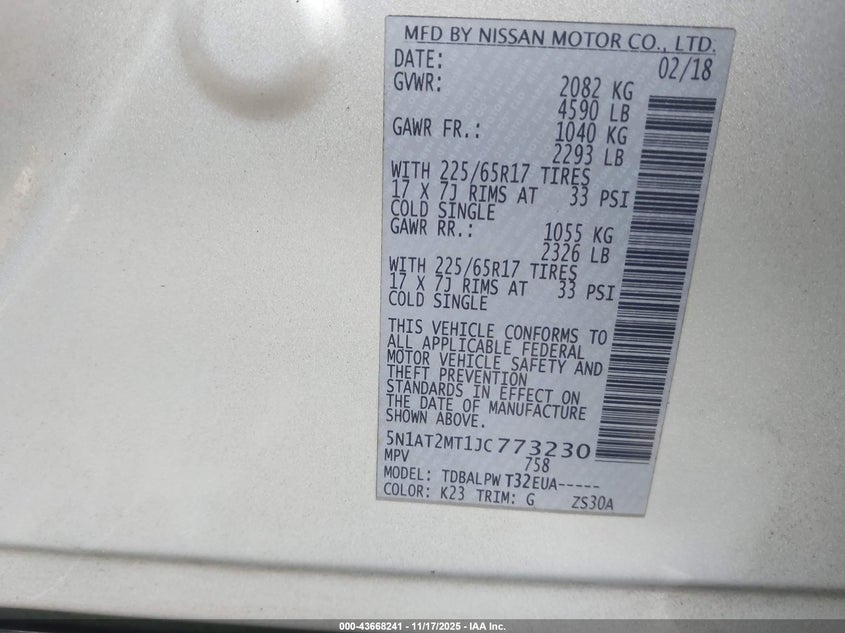 MFD BY NISSAN MOTOR CO., LTD.
DATE: 02/18
GVWR: 2082 KG
4590 LB
GAWR FR.: 1040 KG
2293 LB
WITH 225/65R17 TIRES
17 X 7J RIMS AT 33 PSI
COLD SINGLE
GAWR RR.: 1055 KG
2326 LB
WITH 225/65R17 TIRES
17 X 7J RIMS AT 33 PSI
COLD SINGLE
THIS VEHICLE CONFORMS TO
ALL APPLICABLE FEDERAL
MOTOR VEHICLE SAFETY AND
THEFT PREVENTION
STANDARDS IN EFFECT ON
THE DATE OF MANUFACTURE
SHOWN ABOVE.
5N1AT2MT1JC773230
MPV 758
MODEL: TDBALPW T32EUA-----
COLOR: K23 TRIM: G ZS30A
000-43668241 - 11/17/2025 - IAA Inc.